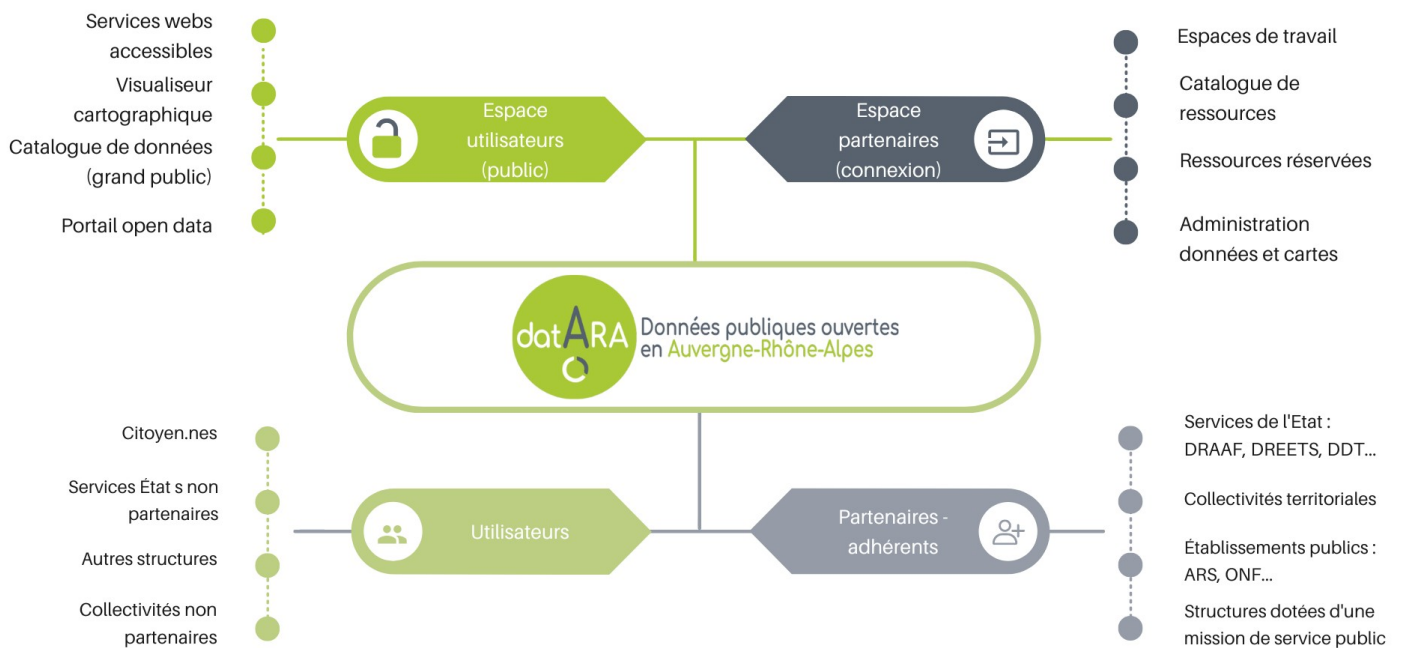 Services webs
accessibles
Visualiseur
cartographique
Catalogue de données
(grand public)
Portail open data
Espace
utilisateurs
(public)
Espace
partenaires
(connexion)
Espaces de travail
Catalogue de
ressources
Ressources réservées
Administration
données et cartes
datARA
Données publiques ouvertes
en Auvergne-Rhône-Alpes
Citoyen.nes
Services État s non
partenaires
Autres structures
Collectivités non
partenaires
Utilisateurs
Partenaires -
adhérents
Services de l'Etat :
DRAAF, DREETS, DDT...
Collectivités territoriales
Établissements publics :
ARS, ONF...
Structures dotées d'une
mission de service public